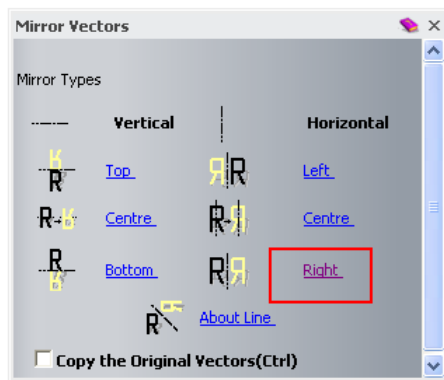 Mirror Vectors
Mirror Types
Vertical Horizontal
Top Left
Centre Centre
Bottom Right
About Line
Copy the Original Vectors(Ctrl)